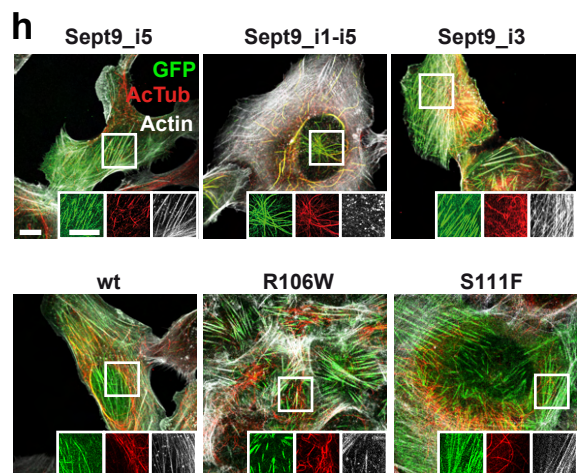 h
Sept9_i5 Sept9_i1-i5 Sept9_i3
GFP
AcTub
Actin
wt R106W S111F